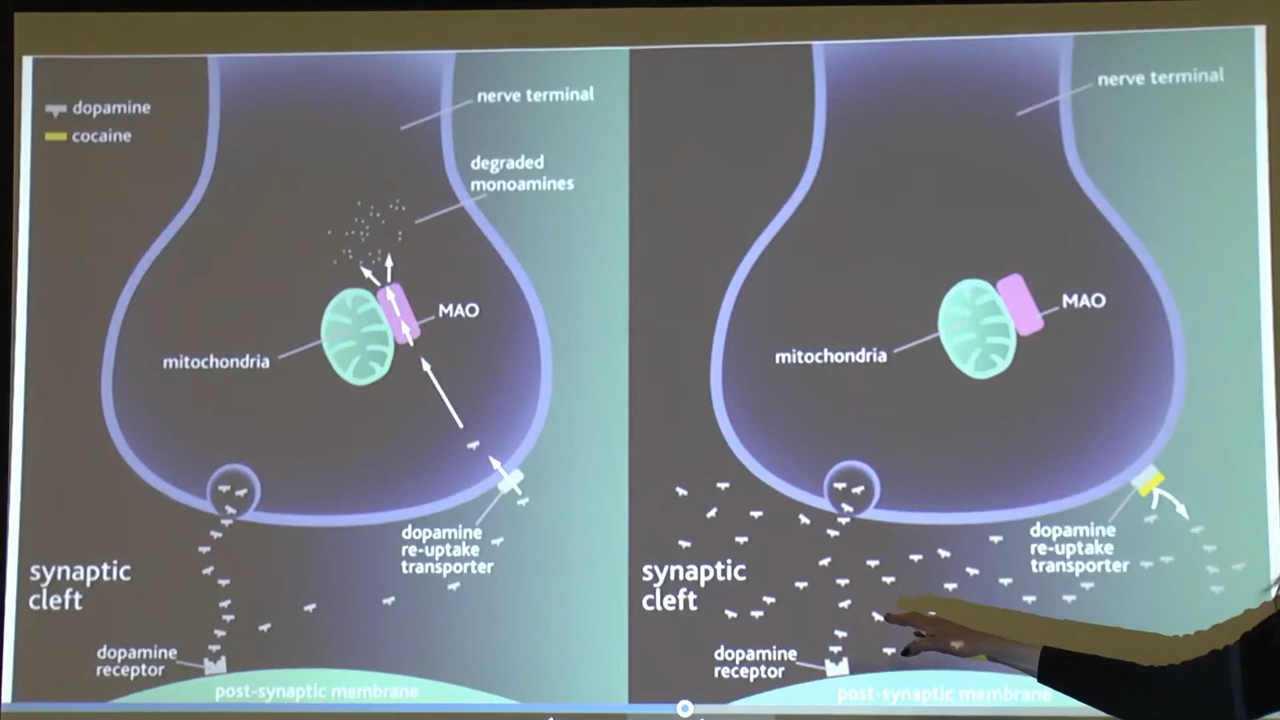 dopamine
cocaine
nerve terminal
degraded
monoamines
MAO
mitochondria
dopamine
re-uptake
transporter
synaptic
cleft
dopamine
receptor
post-synaptic membrane
nerve terminal
MAO
mitochondria
dopamine
re-uptake
transporter
synaptic
cleft
dopamine
receptor
post-synaptic membrane